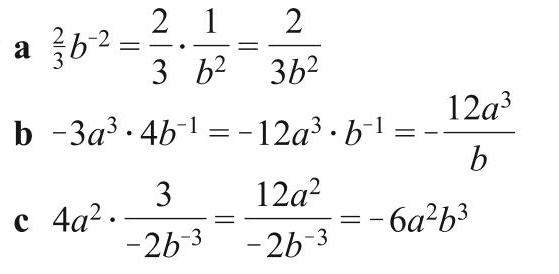 a ⅔b⁻² = 2/3 · 1/b² = 2/3b²
b -3a³ · 4b⁻¹ = -12a³ · b⁻¹ = -12a³/b
c 4a² · 3/-2b⁻³ = 12a²/-2b⁻³ = -6a²b³